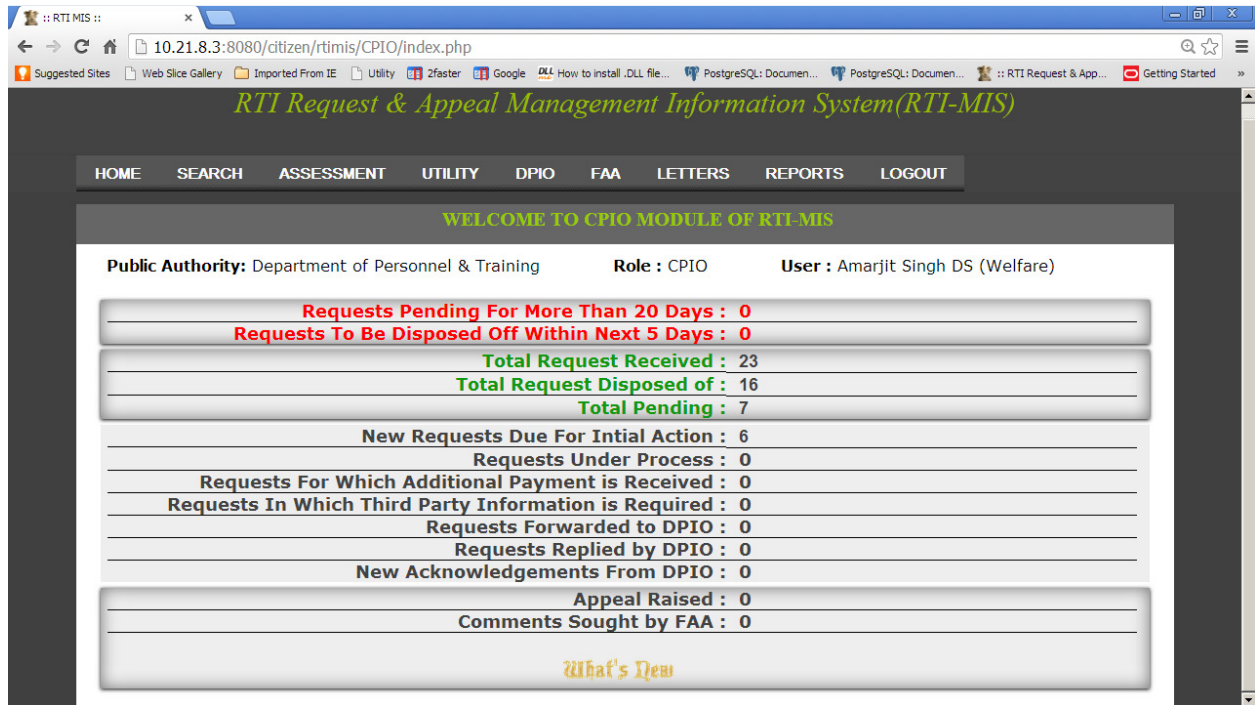 :: RTI MIS ::
10.21.8.3:8080/citizen/rtimis/CPIO/index.php
Suggested Sites Web Slice Gallery Imported From IE Utility 2faster Google How to install .DLL file... PostgreSQL: Documen... PostgreSQL: Documen... :: RTI Request & App... Getting Started »
RTI Request & Appeal Management Information System(RTI-MIS)
HOME SEARCH ASSESSMENT UTILITY DPIO FAA LETTERS REPORTS LOGOUT
WELCOME TO CPIO MODULE OF RTI-MIS
Public Authority: Department of Personnel & Training Role : CPIO User : Amarjit Singh DS (Welfare)
Requests Pending For More Than 20 Days : 0
Requests To Be Disposed Off Within Next 5 Days : 0
Total Request Received : 23
Total Request Disposed of : 16
Total Pending : 7
New Requests Due For Intial Action : 6
Requests Under Process : 0
Requests For Which Additional Payment is Received : 0
Requests In Which Third Party Information is Required : 0
Requests Forwarded to DPIO : 0
Requests Replied by DPIO : 0
New Acknowledgements From DPIO : 0
Appeal Raised : 0
Comments Sought by FAA : 0
What's New